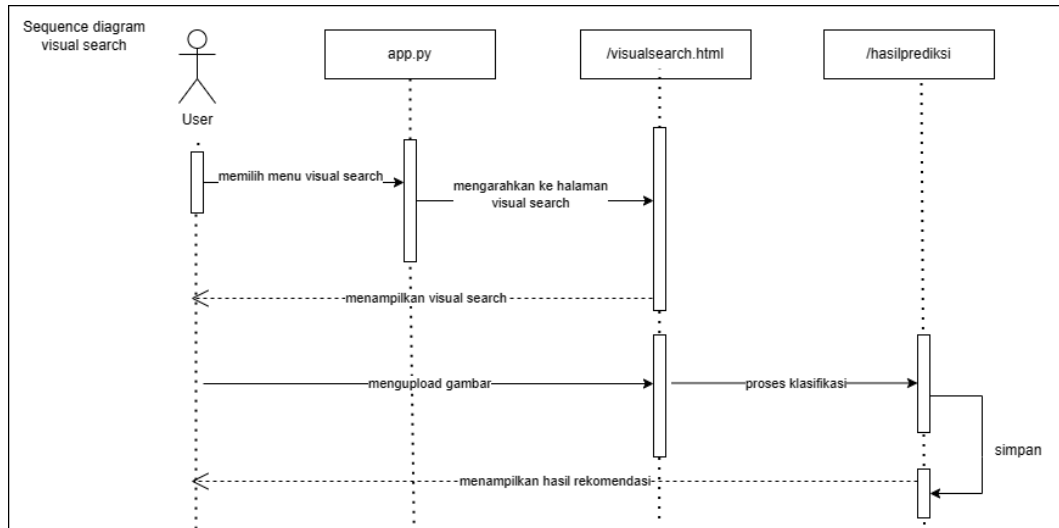 Sequence diagram
visual search
app.py
/visualsearch.html
/hasilprediksi
User
memilih menu visual search
mengarahkan ke halaman
visual search
menampilkan visual search
mengupload gambar
proses klasifikasi
simpan
menampilkan hasil rekomendasi